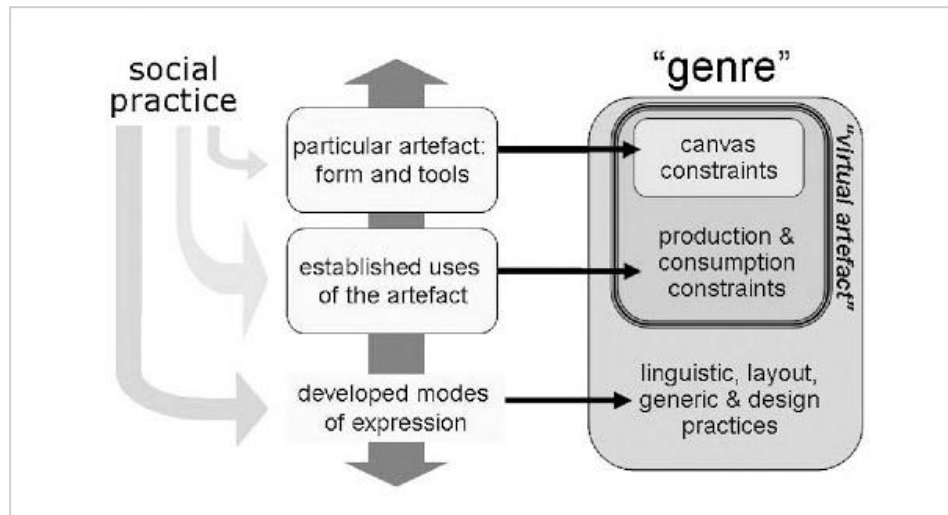 social
practice
particular artefact:
form and tools
established uses
of the artefact
developed modes
of expression
“genre”
canvas
constraints
production &
consumption
constraints
“virtual artefact”
linguistic, layout,
generic & design
practices